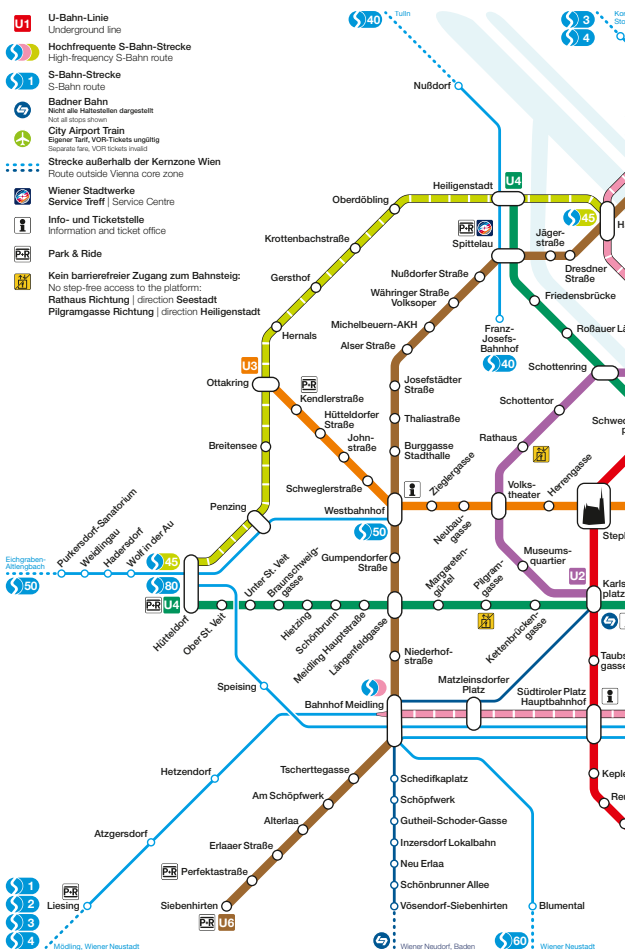 U1
U-Bahn-Linie
Underground line
Hochfrequente S-Bahn-Strecke
High-frequency S-Bahn route
1
S-Bahn-Strecke
S-Bahn route
Badner Bahn
Nicht alle Haltestellen dargestellt
Not all stops shown
City Airport Train
Eigener Tarif, VOR-Tickets ungültig
Separate fare, VOR tickets invalid
Strecke außerhalb der Kernzone Wien
Route outside Vienna core zone
Wiener Stadtwerke
Service Treff | Service Centre
i
Info- und Ticketstelle
Information and ticket office
P+R
Park & Ride
Kein barrierefreier Zugang zum Bahnsteig:
No step-free access to the platform:
Rathaus Richtung | direction Seestadt
Pilgramgasse Richtung | direction Heiligenstadt
40
Tulln
3
4
Nußdorf
Heiligenstadt
U4
Oberdöbling
45
P+R
Spittelau
Jäger-
straße
Krottenbachstraße
Dresdner
Straße
Nußdorfer Straße
Gersthof
Währinger Straße
Volksoper
Friedensbrücke
Michelbeuern-AKH
Franz-
Josefs-
Bahnhof
40
Hernals
Alser Straße
Schottenring
U3
Ottakring
P+R
Kendlerstraße
Josefstädter
Straße
Schottentor
Hütteldorfer
Straße
Thaliastraße
John-
straße
Rathaus
Breitensee
Burggasse
Stadthalle
Schweglerstraße
i
Zieglergasse
Volks-
theater
Herrengasse
Penzing
Westbahnhof
50
Neubau-
gasse
Purkersdorf-Sanatorium
Weidlingau
Hadersdorf
Wolf in der Au
Eichgraben-
Altlengbach
50
45
80
Gumpendorfer
Straße
Museums-
quartier
U2
Karls
platz
P+R
U4
Hütteldorf
Ober St. Veit
Unter St. Veit
Braunschweig-
gasse
Hietzing
Schönbrunn
Meidling Hauptstraße
Längenfeldgasse
Margareten-
gürtel
Pilgram-
gasse
Kettenbrücken-
gasse
Niederhof-
straße
Taubs
gasse
Speising
Matzleinsdorfer
Platz
Südtiroler Platz
Hauptbahnhof
i
Bahnhof Meidling
Hetzendorf
Tscherttegasse
Schedifkaplatz
Am Schöpfwerk
Schöpfwerk
Alterlaa
Gutheil-Schoder-Gasse
Atzgersdorf
Erlaaer Straße
Inzersdorf Lokalbahn
P+R
Perfektastraße
Neu Erlaa
Schönbrunner Allee
P+R
Liesing
Siebenhirten
P+R
U6
Vösendorf-Siebenhirten
Blumental
1
2
3
4
Mödling, Wiener Neustadt
Wiener Neudorf, Baden
60
Wiener Neustadt